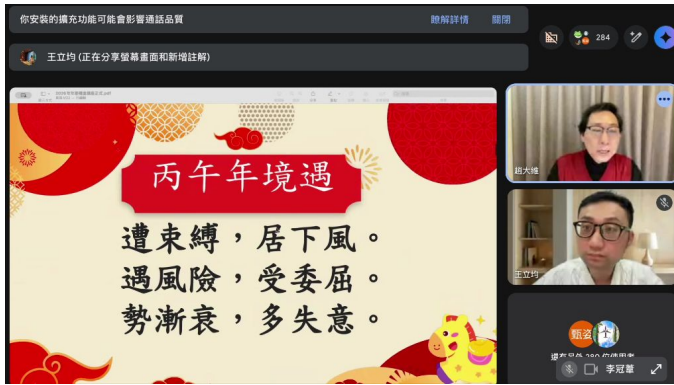 你安裝的擴充功能可能會影響通話品質
瞭解詳情
關閉
王立均 (正在分享螢幕畫面和新增註解)
284
丙午年境遇
遭束縛，居下風。
遇風險，受委屈。
勢漸衰，多失意。
趙大維
王立均
甄姿
李冠葦